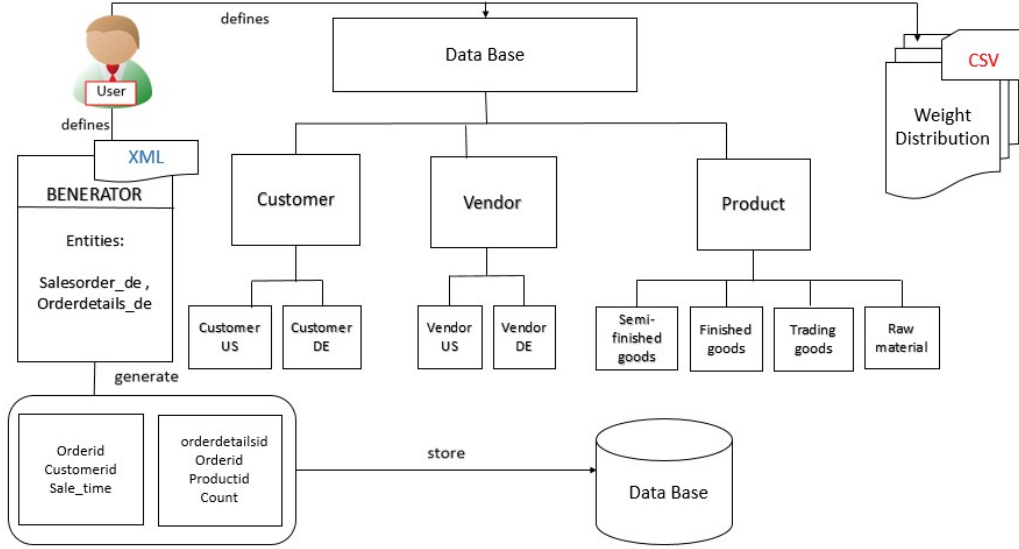 defines
Data Base
CSV
Weight
Distribution
User
defines
XML
BENERATOR
Entities:
Salesorder_de ,
Orderdetails_de
Customer
Vendor
Product
Customer
US
Customer
DE
Vendor
US
Vendor
DE
Semi-
finished
goods
Finished
goods
Trading
goods
Raw
material
generate
Orderid
Customerid
Sale_time
orderdetailsid
Orderid
Productid
Count
store
Data Base